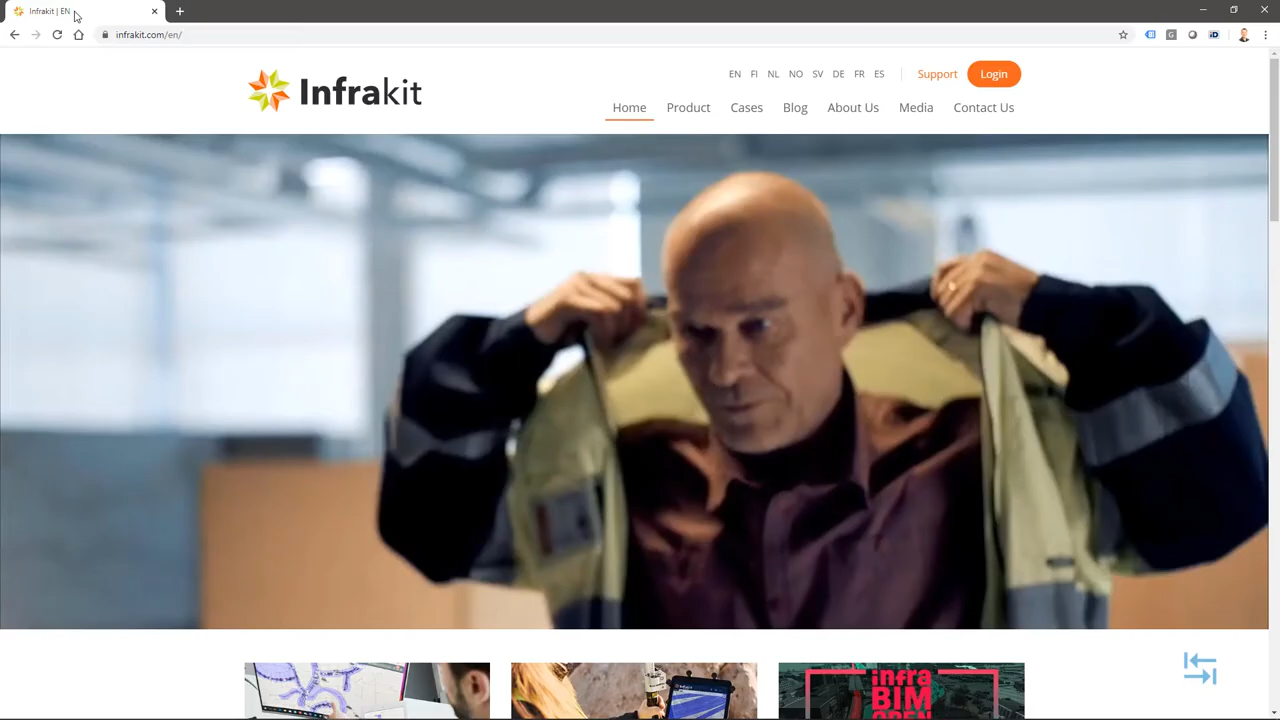 Infrakit | EN
infrakit.com/en/
EN FI NL NO SV DE FR ES Support Login
Infrakit
Home Product Cases Blog About Us Media Contact Us
infra
BIM
OPEN